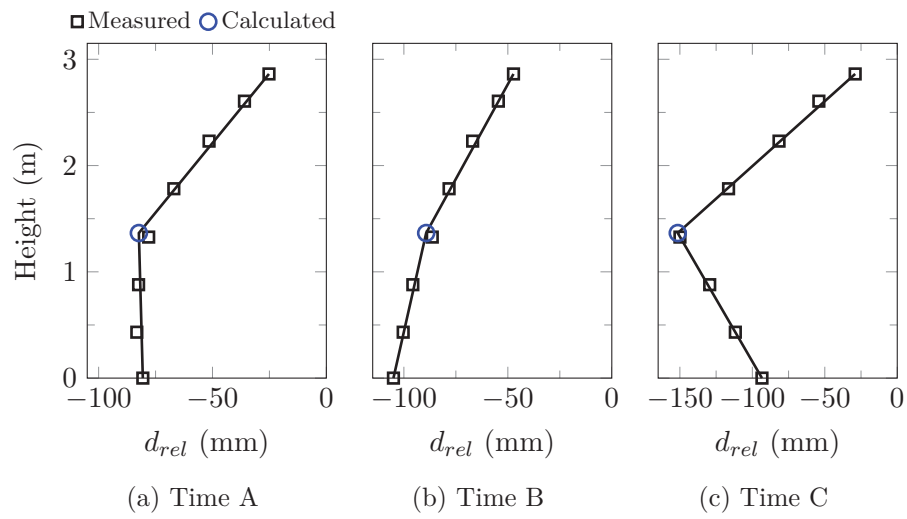 Measured Calculated
3
2
1
0
Height (m)
−100 −50 0
−100 −50 0
−150 −100 −50 0
d_rel (mm)
d_rel (mm)
d_rel (mm)
(a) Time A
(b) Time B
(c) Time C